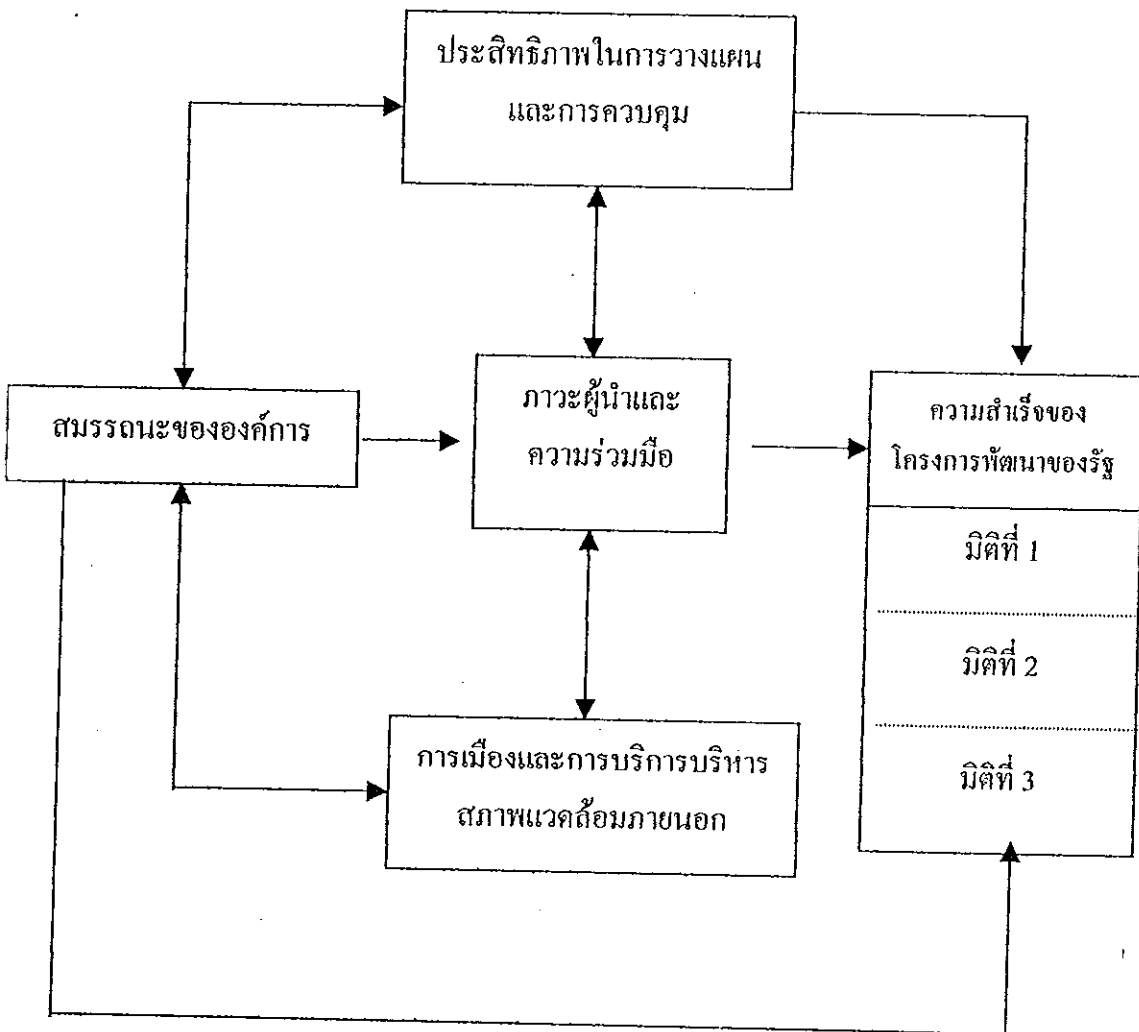 ประสิทธิภาพในการวางแผน
และการควบคุม
สมรรถนะขององค์การ
ภาวะผู้นำและ
ความร่วมมือ
ความสำเร็จของ
โครงการพัฒนาของรัฐ
มิติที่ 1
มิติที่ 2
มิติที่ 3
การเมืองและการบริการบริหาร
สภาพแวดล้อมภายนอก